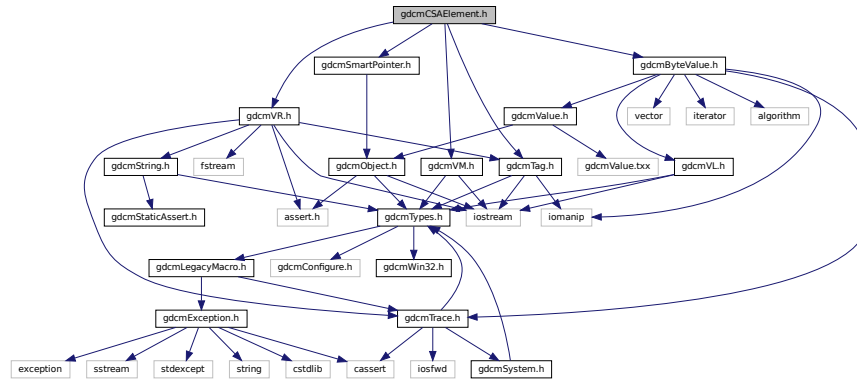 gdcmCSAElement.h
gdcmSmartPointer.h
gdcmByteValue.h
gdcmVR.h
gdcmValue.h
vector
iterator
algorithm
gdcmString.h
fstream
gdcmObject.h
gdcmVM.h
gdcmTag.h
gdcmValue.txx
gdcmVL.h
gdcmStaticAssert.h
assert.h
gdcmTypes.h
iostream
iomanip
gdcmLegacyMacro.h
gdcmConfigure.h
gdcmWin32.h
gdcmException.h
gdcmTrace.h
exception
sstream
stdexcept
string
cstdlib
cassert
iosfwd
gdcmSystem.h